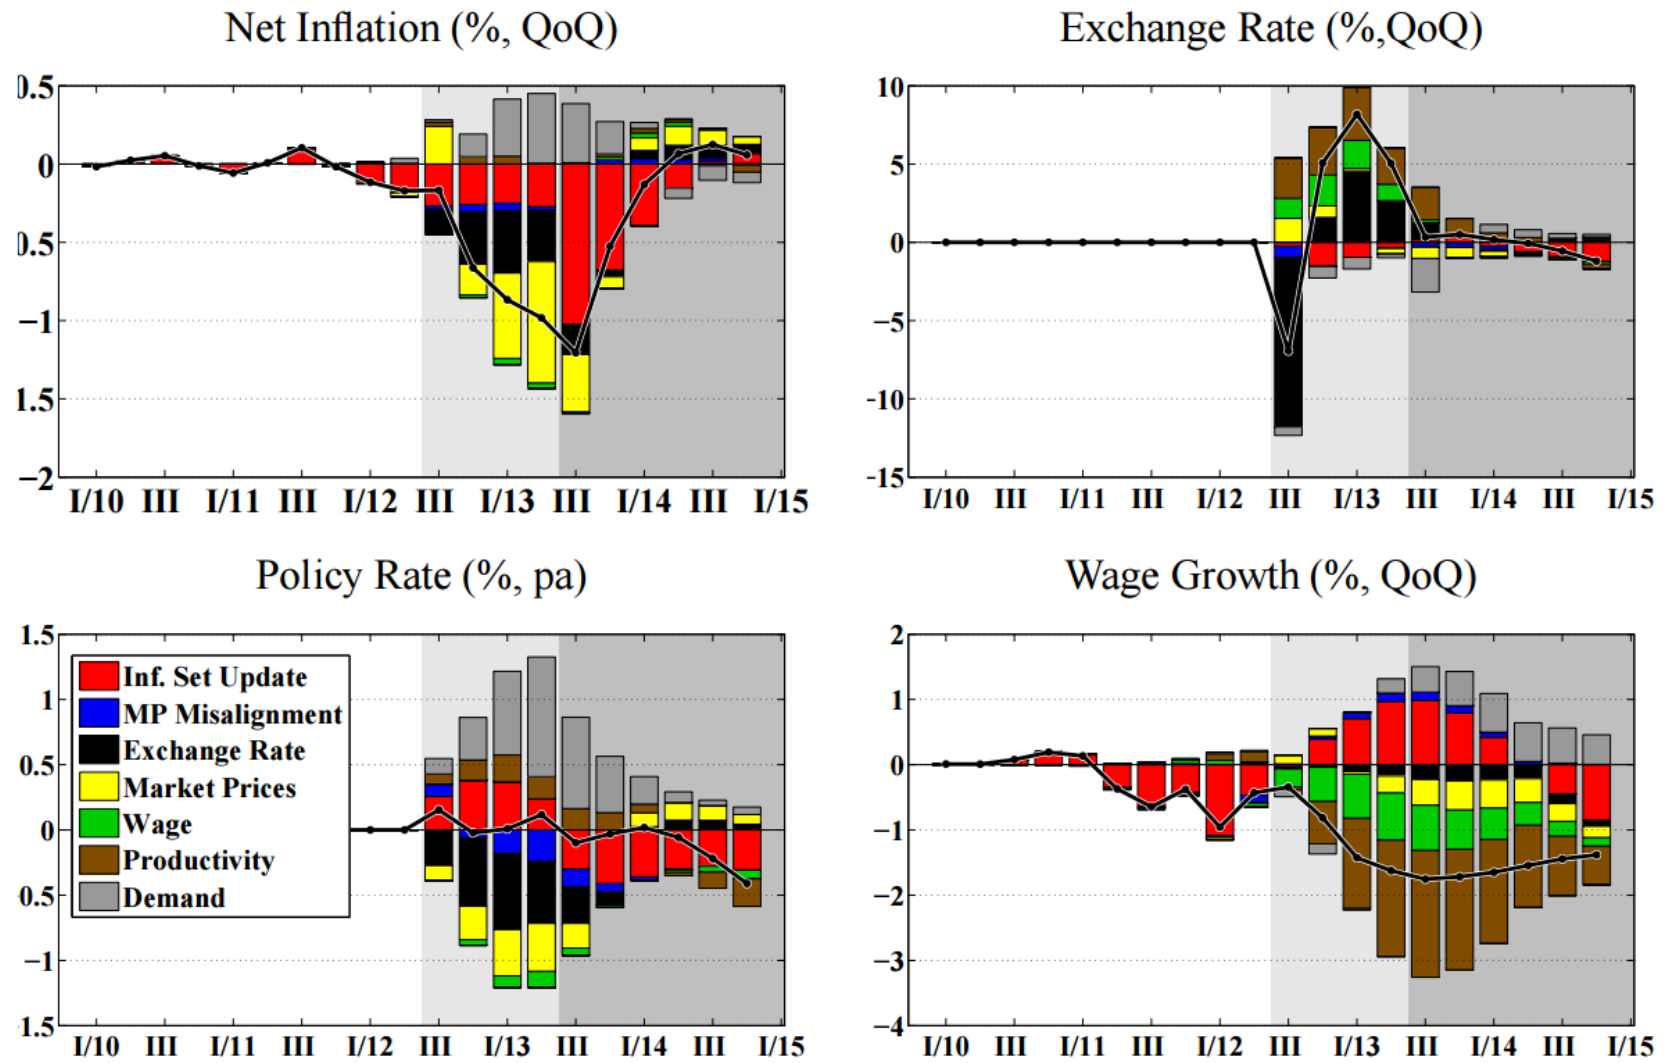 Net Inflation (%, QoQ)
0.5
0
0.5
−1
1.5
−2
I/10 III I/11 III I/12 III I/13 III I/14 III I/15
Exchange Rate (%,QoQ)
10
5
0
−5
−10
−15
I/10 III I/11 III I/12 III I/13 III I/14 III I/15
Policy Rate (%, pa)
1.5
1
0.5
0
0.5
−1
1.5
Inf. Set Update
MP Misalignment
Exchange Rate
Market Prices
Wage
Productivity
Demand
I/10 III I/11 III I/12 III I/13 III I/14 III I/15
Wage Growth (%, QoQ)
2
1
0
−1
−2
−3
−4
I/10 III I/11 III I/12 III I/13 III I/14 III I/15